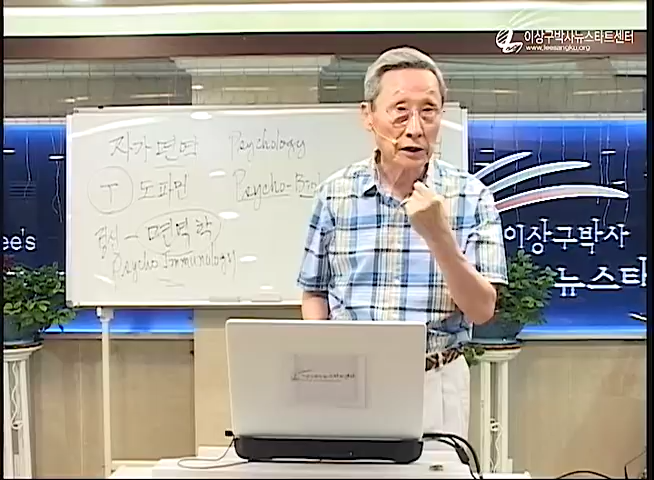 이상구박사뉴스타트센터
www.leesangku.org
자가면역 Psychology
T 도파민 Psycho-Bio
정신-면역학
Psycho Immunology
ee's
이상구박사
뉴스타